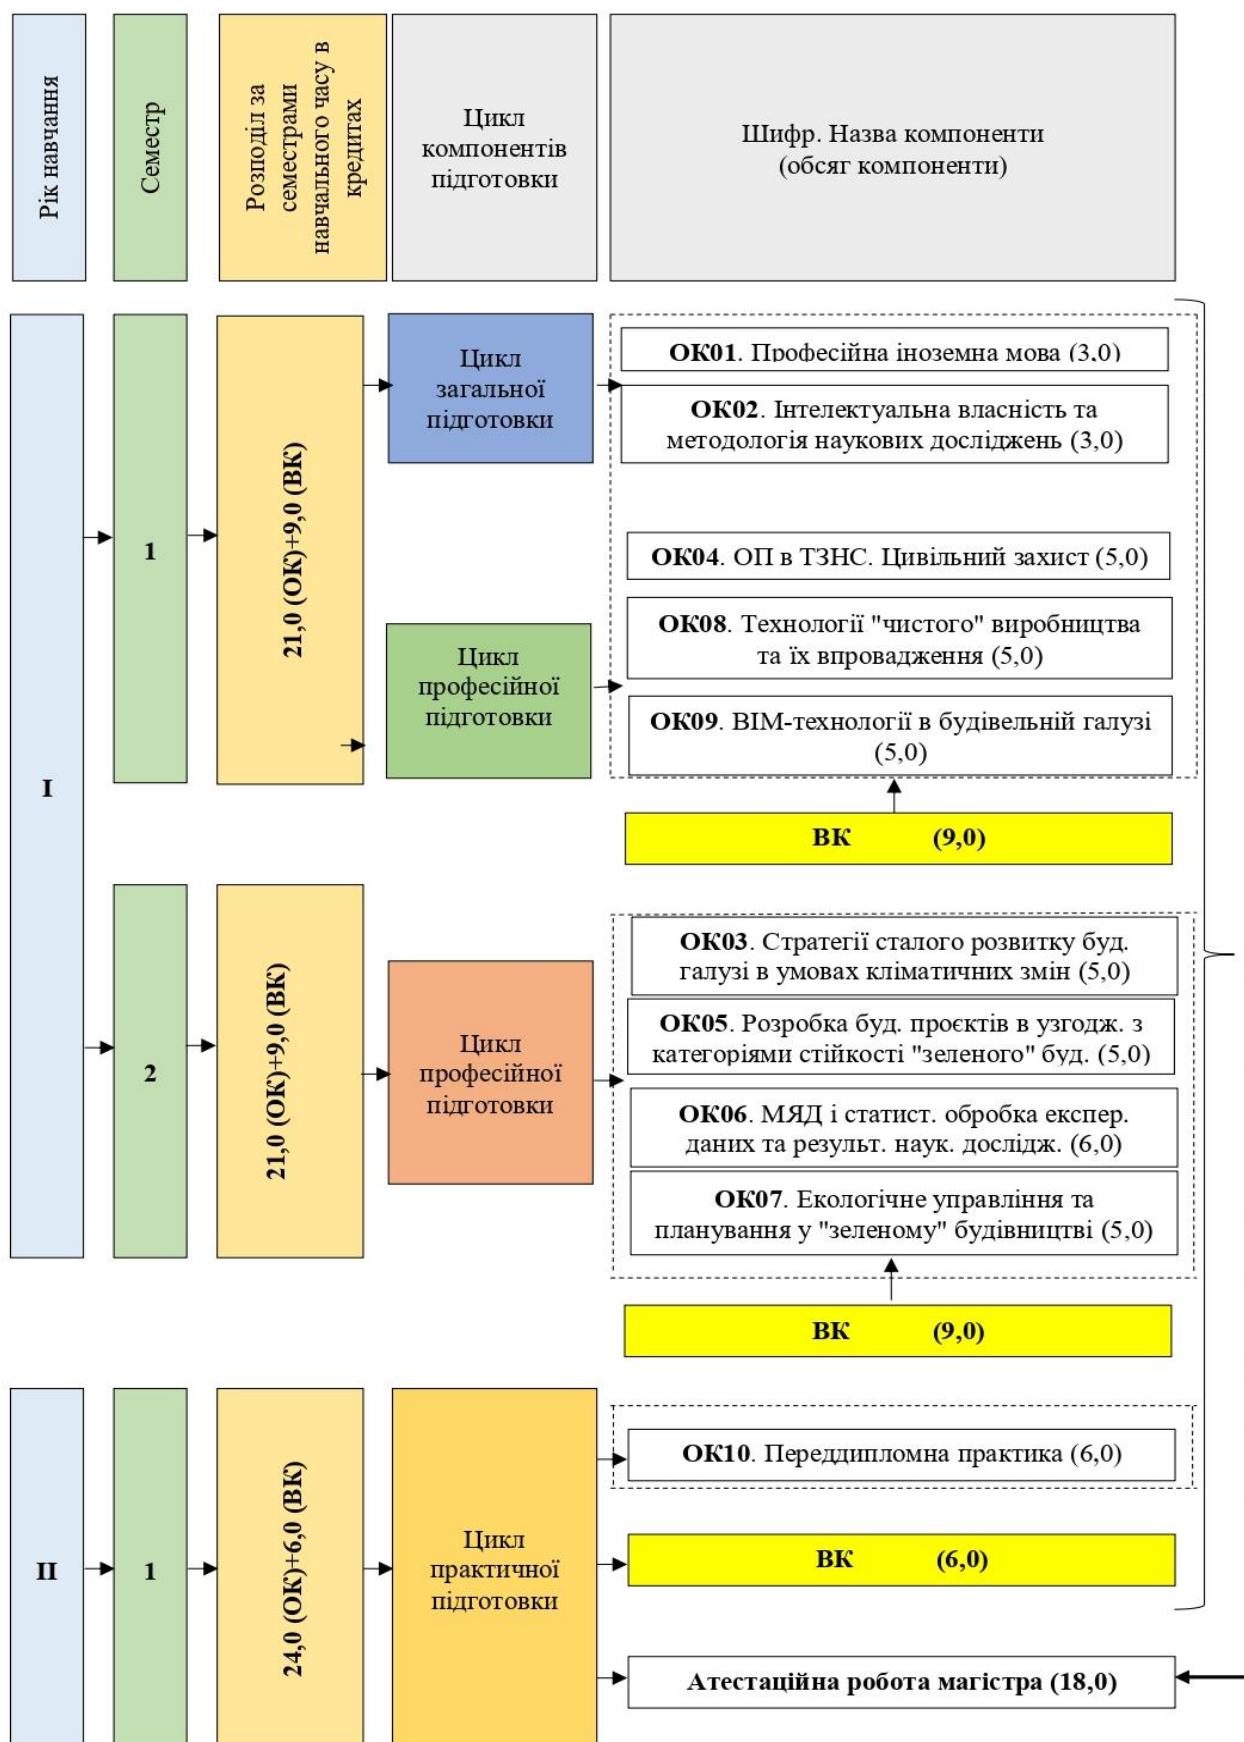 Рік навчання
Семестр
Розподіл за
семестрами
навчального часу в
кредитах
Цикл
компонентів
підготовки
Шифр. Назва компоненти
(обсяг компоненти)
I
1
21,0 (ОК)+9,0 (ВК)
Цикл
загальної
підготовки
ОК01. Професійна іноземна мова (3,0)
ОК02. Інтелектуальна власність та
методологія наукових досліджень (3,0)
Цикл
професійної
підготовки
ОК04. ОП в ТЗНС. Цивільний захист (5,0)
ОК08. Технології "чистого" виробництва
та їх впровадження (5,0)
ОК09. BIM-технології в будівельній галузі
(5,0)
ВК (9,0)
2
21,0 (ОК)+9,0 (ВК)
Цикл
професійної
підготовки
ОК03. Стратегії сталого розвитку буд.
галузі в умовах кліматичних змін (5,0)
ОК05. Розробка буд. проєктів в узгодж. з
категоріями стійкості "зеленого" буд. (5,0)
ОК06. МЯД і статист. обробка експер.
даних та результ. наук. дослідж. (6,0)
ОК07. Екологічне управління та
планування у "зеленому" будівництві (5,0)
ВК (9,0)
II
1
24,0 (ОК)+6,0 (ВК)
Цикл
практичної
підготовки
ОК10. Переддипломна практика (6,0)
ВК (6,0)
Атестаційна робота магістра (18,0)